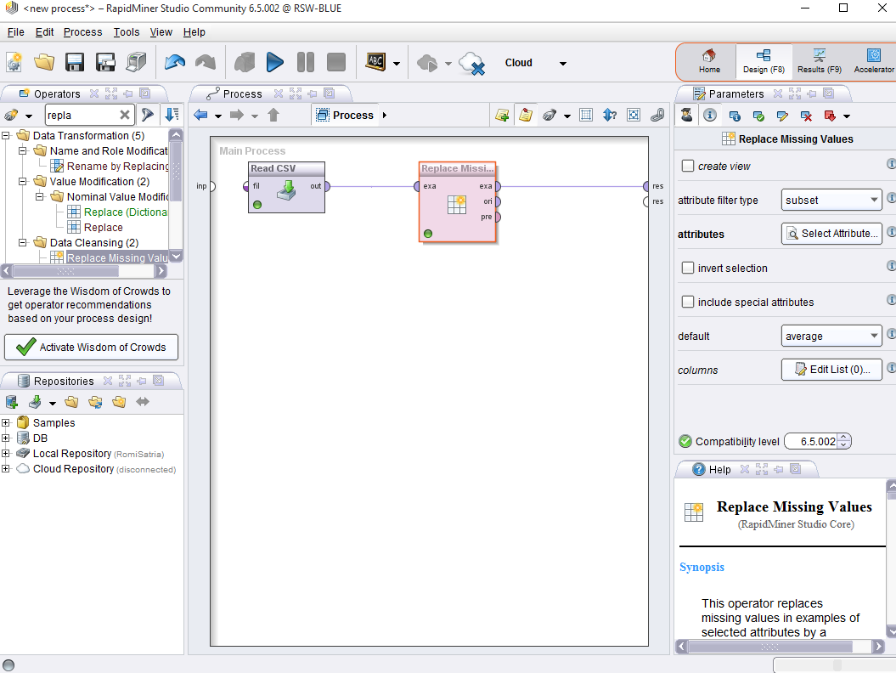 <new process*> – RapidMiner Studio Community 6.5.002 @ RSW-BLUE
File Edit Process Tools View Help
ABC
Cloud
Home
Design (F8)
Results (F9)
Accelerator
Operators
repla
Data Transformation (5)
Name and Role Modificat
Rename by Replacing
Value Modification (2)
Nominal Value Modific
Replace (Dictiona
Replace
Data Cleansing (2)
Replace Missing Valu
Leverage the Wisdom of Crowds to
get operator recommendations
based on your process design!
Activate Wisdom of Crowds
Repositories
Samples
DB
Local Repository (RomiSatria)
Cloud Repository (disconnected)
Process
Process
Main Process
inp
Read CSV
fil out
Replace Missi...
exa exa
ori
pre
res
res
Parameters
Replace Missing Values
create view
attribute filter type subset
attributes Select Attribute...
invert selection
include special attributes
default average
columns Edit List (0)...
Compatibility level 6.5.002
Help
Replace Missing Values
(RapidMiner Studio Core)
Synopsis
This operator replaces
missing values in examples of
selected attributes by a